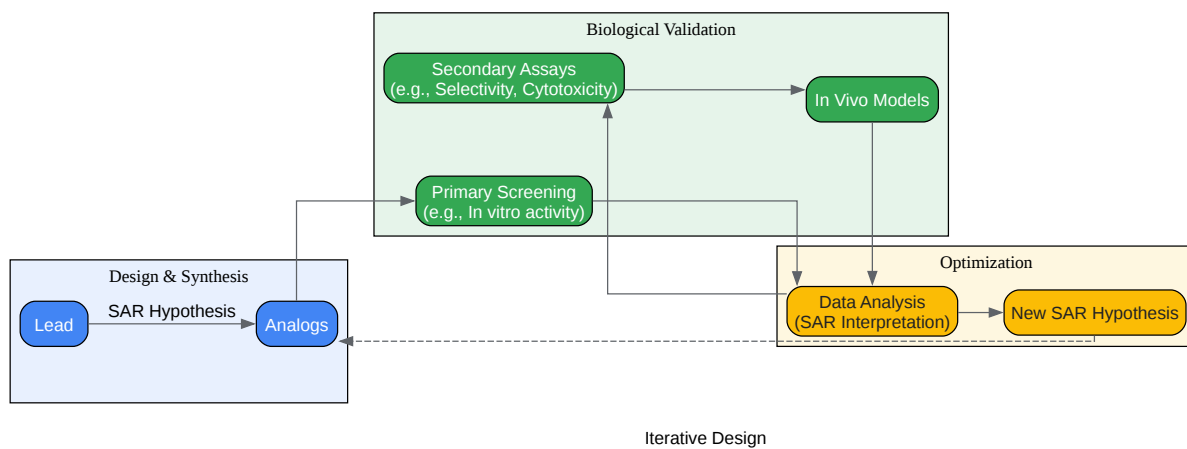 Biological Validation
Secondary Assays
(e.g., Selectivity, Cytotoxicity)
In Vivo Models
Primary Screening
(e.g., In vitro activity)
Design & Synthesis
Lead
SAR Hypothesis
Analogs
Optimization
Data Analysis
(SAR Interpretation)
New SAR Hypothesis
Iterative Design